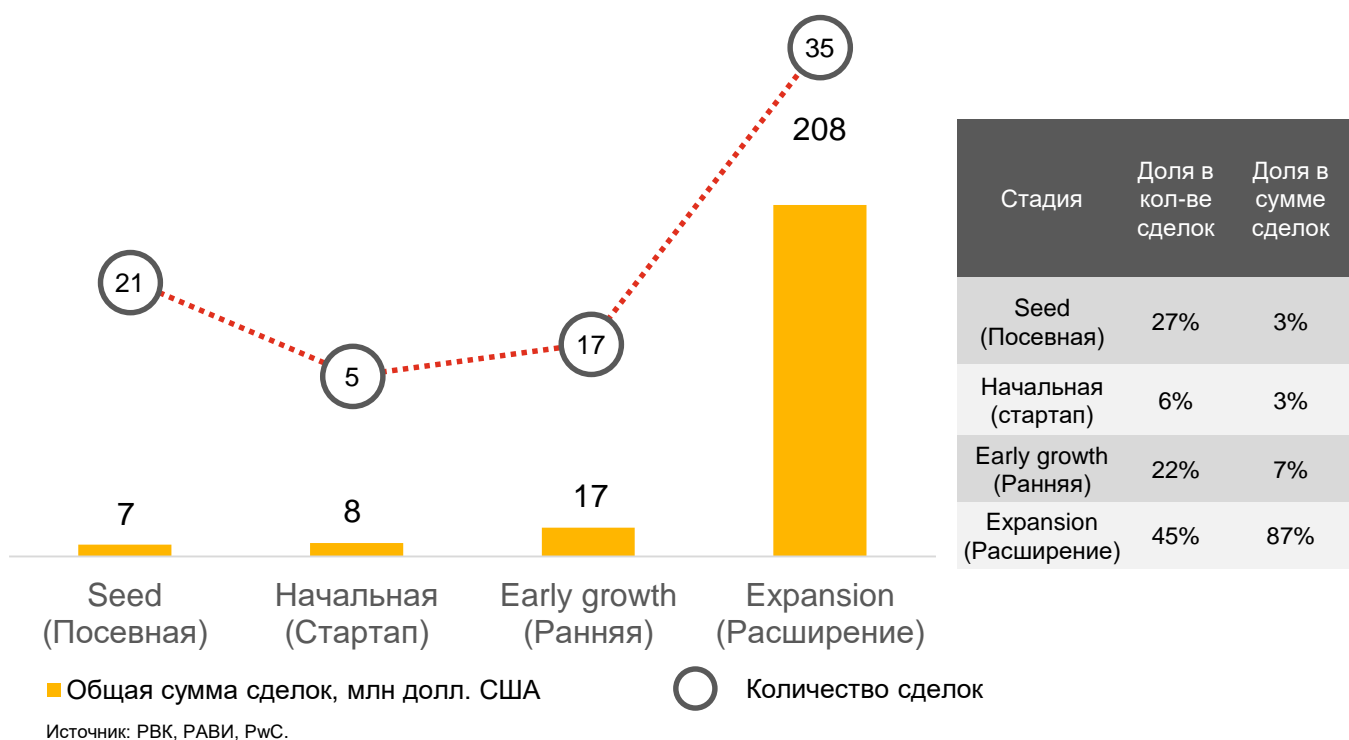 35
208
21
17
5
7
8
17
Seed
(Посевная)
Начальная
(Стартап)
Early growth
(Ранняя)
Expansion
(Расширение)
Общая сумма сделок, млн долл. США
Количество сделок
Источник: РВК, РАВИ, PwC.
Стадия
Доля в
кол-ве
сделок
Доля в
сумме
сделок
Seed
(Посевная)
27%
3%
Начальная
(стартап)
6%
3%
Early growth
(Ранняя)
22%
7%
Expansion
(Расширение)
45%
87%